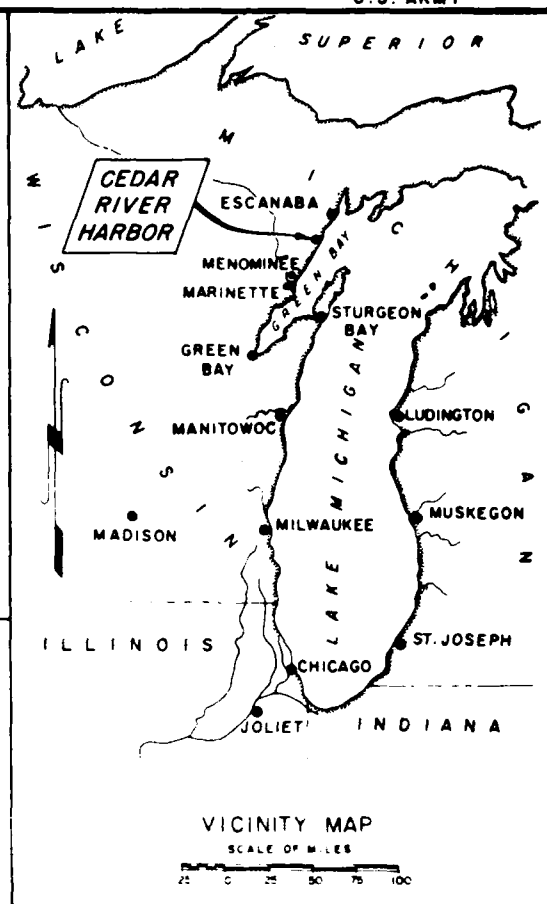 U.S. ARMY
LAKE SUPERIOR
MICHIGAN
WISCONSIN
CEDAR
RIVER
HARBOR
ESCANABA
MENOMINEE
MARINETTE
GREEN BAY
STURGEON
BAY
GREEN
BAY
LAKE MICHIGAN
MANITOWOC
LUDINGTON
MADISON
MILWAUKEE
MUSKEGON
ILLINOIS
ST. JOSEPH
CHICAGO
JOLIET
INDIANA
VICINITY MAP
SCALE OF MILES
25 0 25 50 75 100